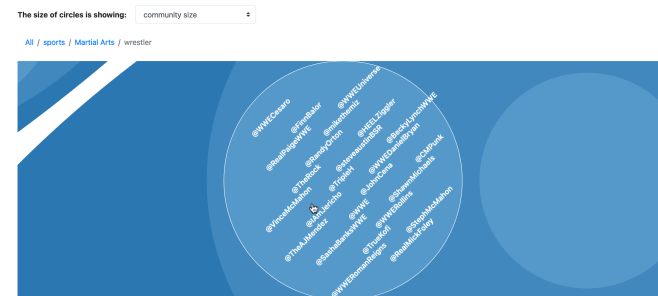 The size of circles is showing:
community size
All / sports / Martial Arts / wrestler
@WWECesaro
@FinnBalor
@WWEUniverse
@RealPaigeWWE
@mikethemiz
@RandyOrton
@HEELZiggler
@TheRock
@steveaustinBSR
@BeckyLynchWWE
@TripleH
@WWEDanielBryan
@VinceMcMahon
@IAmJericho
@JohnCena
@CMPunk
@TheAJMendez
@WWE
@ShawnMichaels
@SashaBanksWWE
@WWERollins
@TrueKofi
@StephMcMahon
@WWERomanReigns
@RealMickFoley